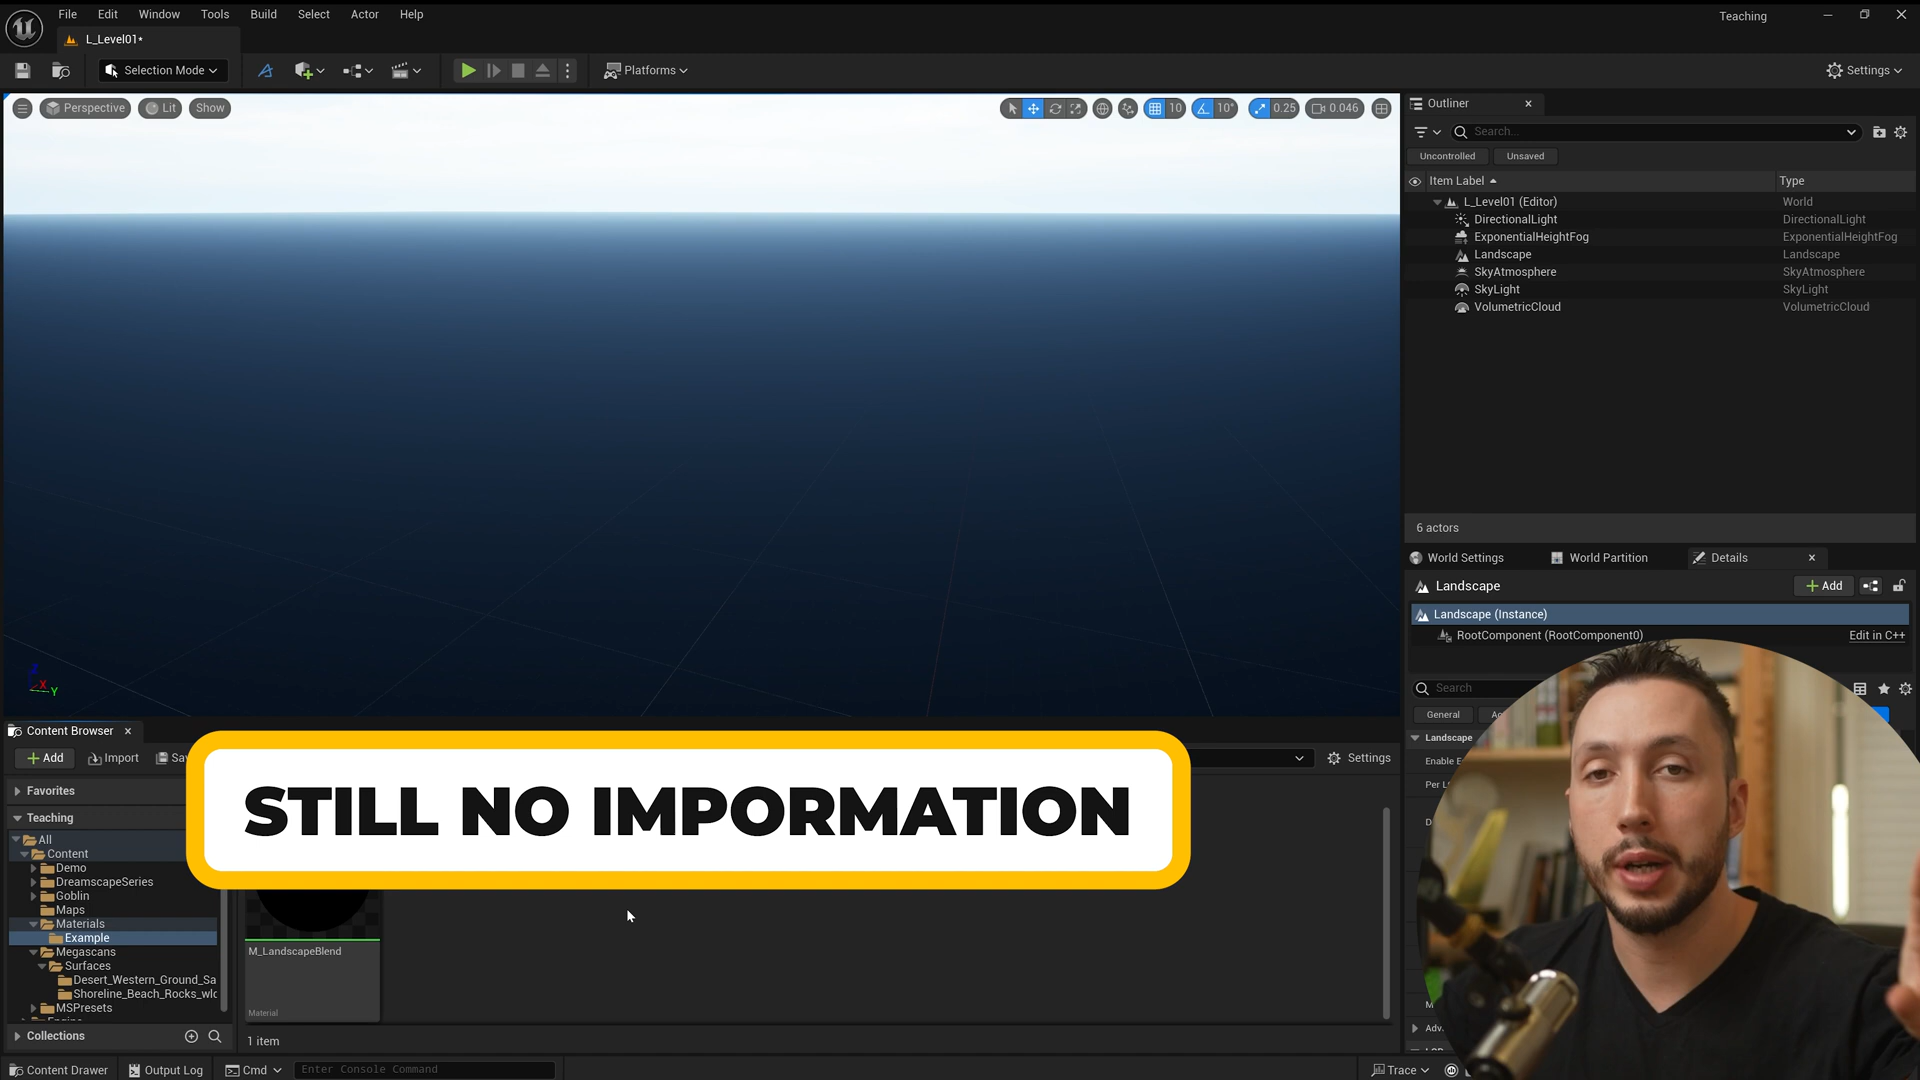 File Edit Window Tools Build Select Actor Help
Teaching
L_Level01*
Selection Mode
Platforms
Settings
Perspective
Lit
Show
10
10°
0.25
0.046
Outliner
Search...
Uncontrolled
Unsaved
Item Label
Type
L_Level01 (Editor) World
DirectionalLight DirectionalLight
ExponentialHeightFog ExponentialHeightFog
Landscape Landscape
SkyAtmosphere SkyAtmosphere
SkyLight SkyLight
VolumetricCloud VolumetricCloud
6 actors
World Settings
World Partition
Details
Landscape
Add
Landscape (Instance)
RootComponent (RootComponent0)
Edit in C++
Search
General
Landscape
Content Browser
Add
Import
Settings
STILL NO IMPORMATION
Favorites
Teaching
All
Content
Demo
DreamscapeSeries
Goblin
Maps
Materials
Example
Megascans
Surfaces
Desert_Western_Ground_Sa
Shoreline_Beach_Rocks_wlc
MSPresets
Collections
M_LandscapeBlend
Material
1 item
Content Drawer
Output Log
Cmd
Enter Console Command
Trace